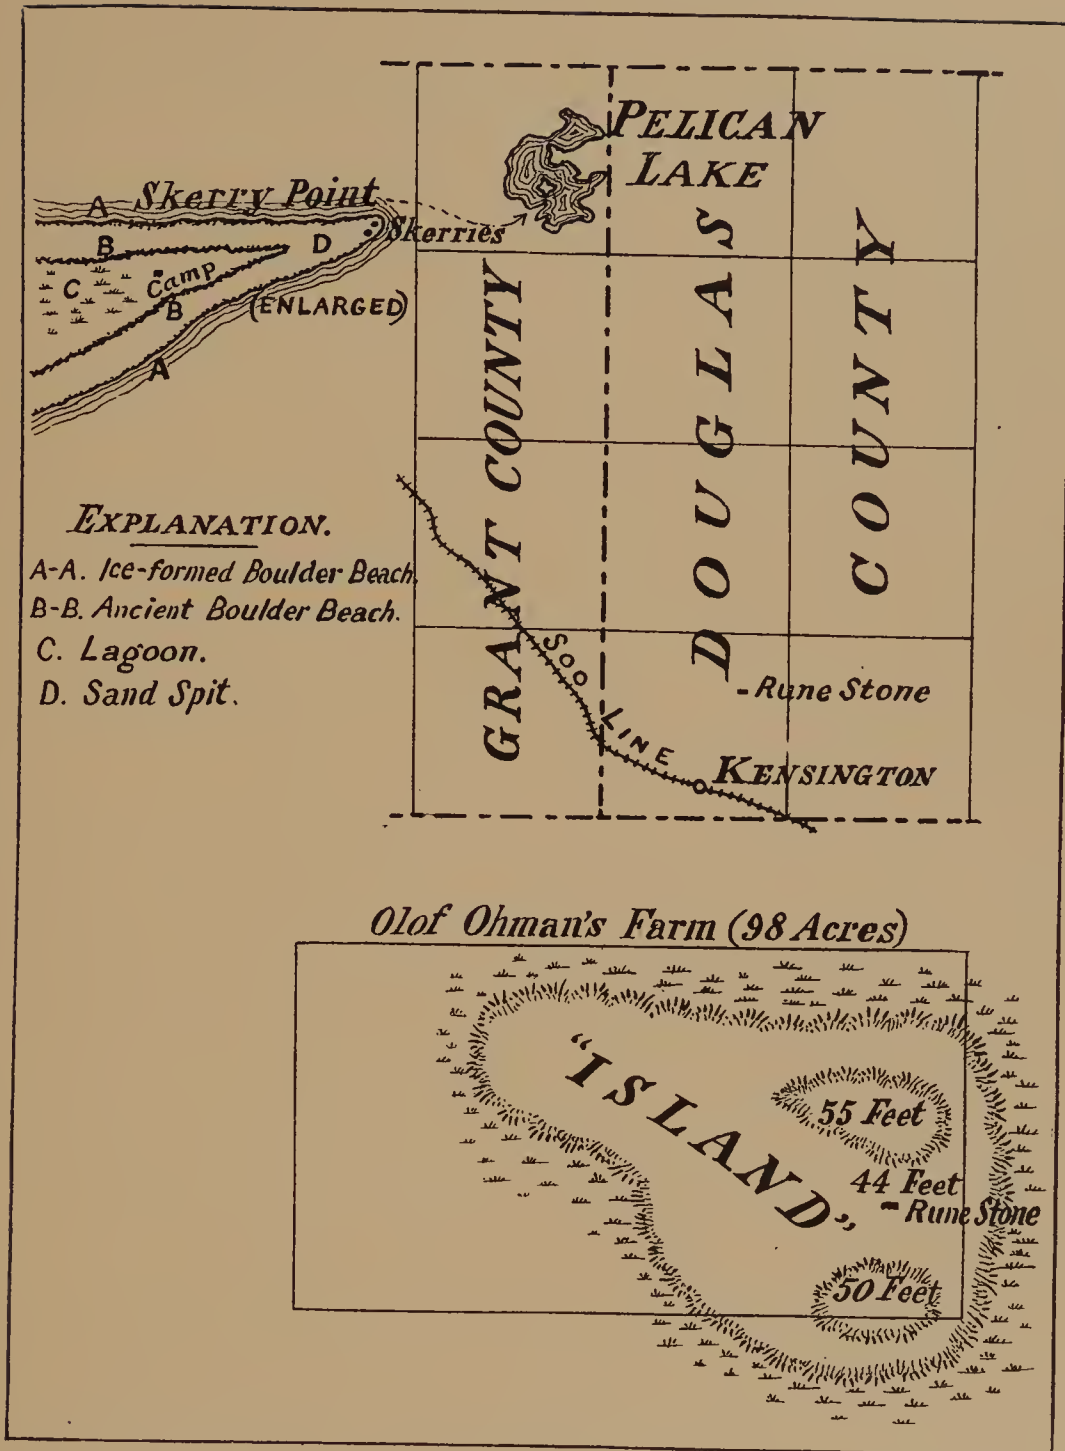 PELICAN
LAKE
Skerry Point
A
Skerries
B
D
C
Camp
B
(ENLARGED)
A
GRANT COUNTY
DOUGLAS
COUNTY
EXPLANATION.
A-A. Ice-formed Boulder Beach.
B-B. Ancient Boulder Beach.
C. Lagoon.
D. Sand Spit.
SOO LINE
Rune Stone
KENSINGTON
Olof Ohman's Farm (98 Acres)
"ISLAND",
55 Feet
44 Feet
Rune Stone
50 Feet